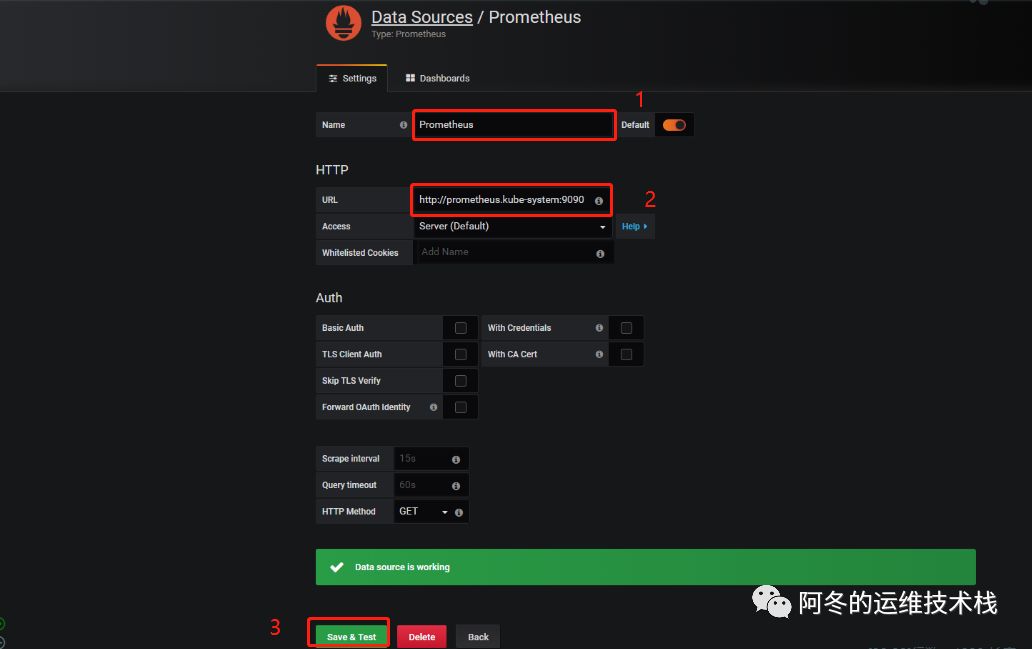 Data Sources / Prometheus
Type: Prometheus
Settings
Dashboards
1
Name Prometheus Default
HTTP
URL http://prometheus.kube-system:9090
2
Access Server (Default) Help
Whitelisted Cookies Add Name
Auth
Basic Auth With Credentials
TLS Client Auth With CA Cert
Skip TLS Verify
Forward OAuth Identity
Scrape interval 15s
Query timeout 60s
HTTP Method GET
Data source is working
阿冬的运维技术栈
3
Save & Test Delete Back